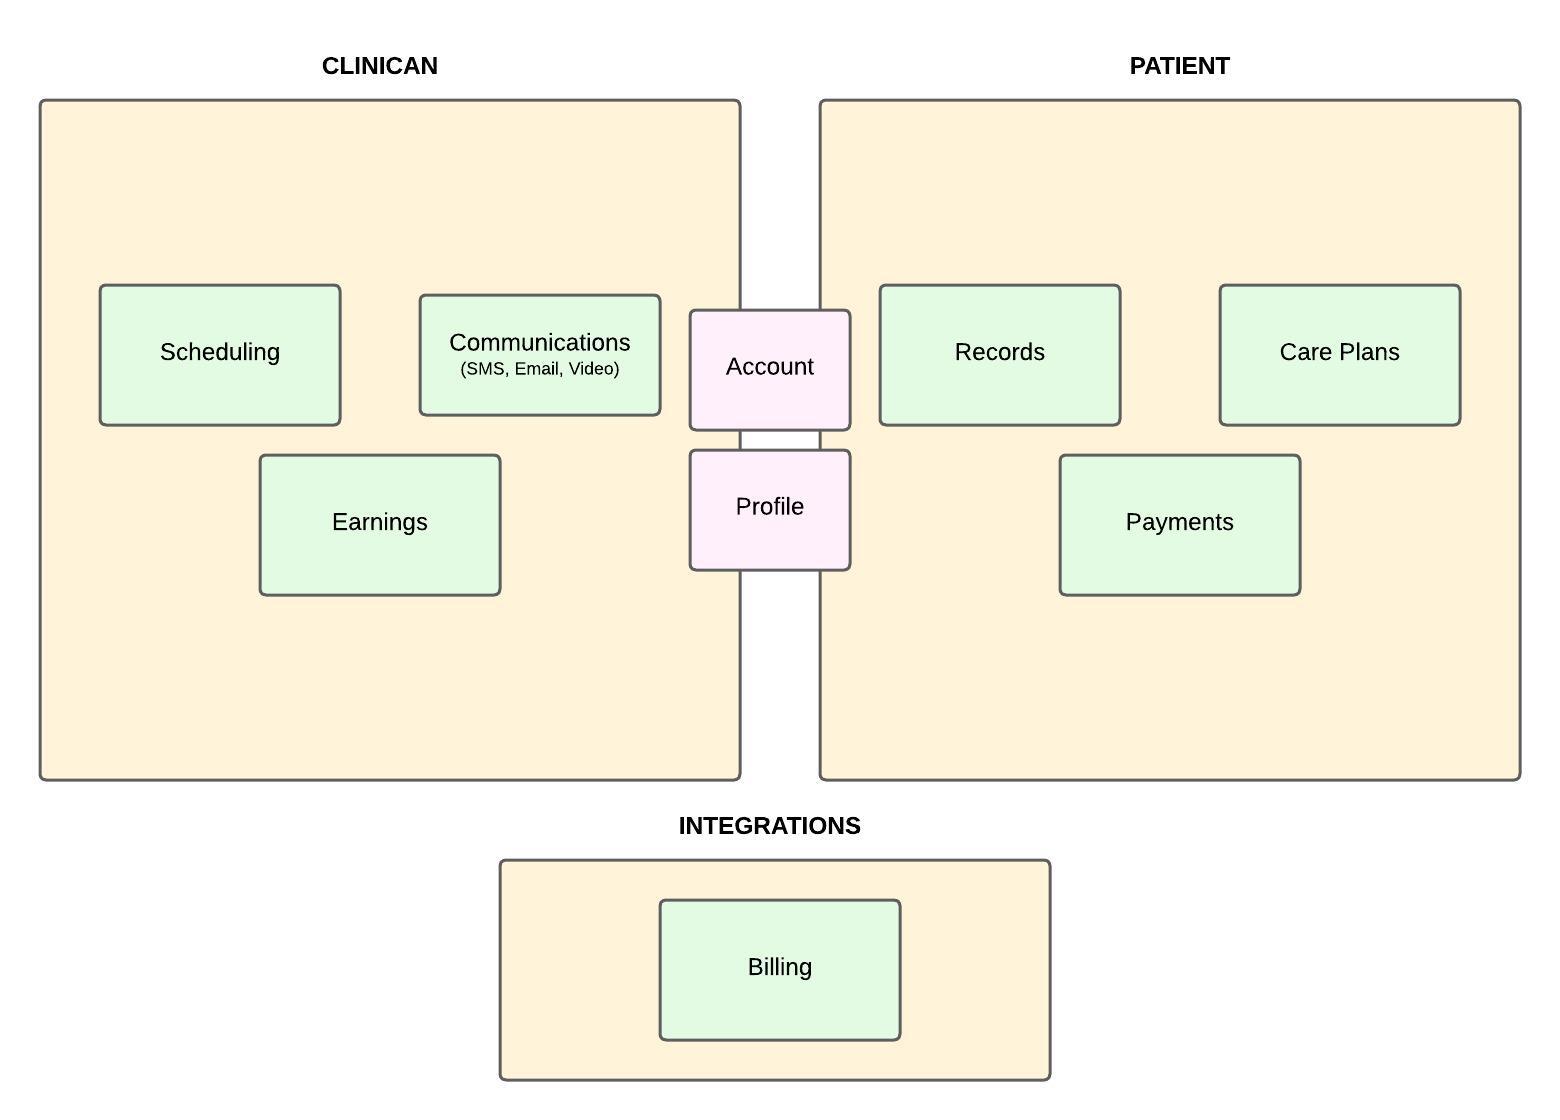 CLINICAN
PATIENT
Scheduling
Communications
(SMS, Email, Video)
Account
Records
Care Plans
Earnings
Profile
Payments
INTEGRATIONS
Billing